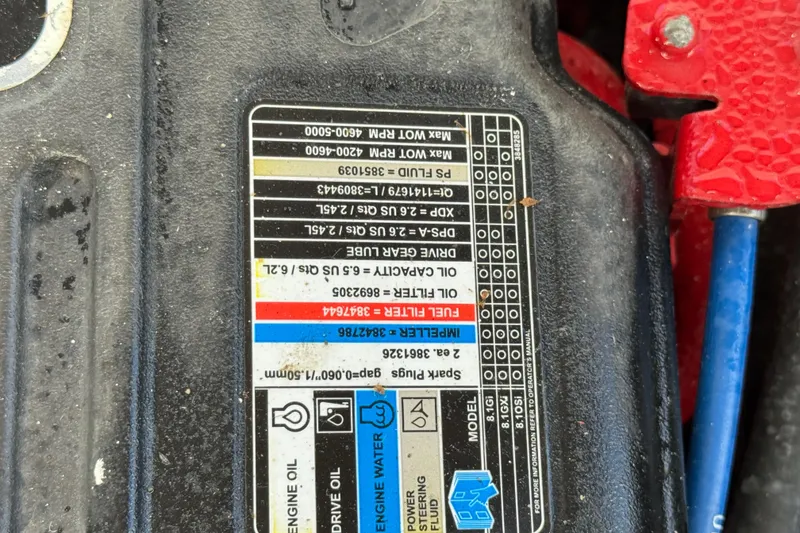 ENGINE OIL
DRIVE OIL
ENGINE WATER
POWER
STEERING
FLUID
MODEL
8.1Gi
8.1GXi
8.1OSi
Spark Plugs gap=0.060"/1.50mm
2 ea. 3861326
IMPELLER = 3842786
FUEL FILTER = 3847644
OIL FILTER = 8692305
OIL CAPACITY = 6.5 US Qts / 6.2L
DRIVE GEAR LUBE
DPS-A = 2.6 US Qts / 2.45L
XDP = 2.6 US Qts / 2.45L
Qt=1141679 / L=3809443
PS FLUID = 3851039
Max WOT RPM 4200-4600
Max WOT RPM 4600-5000
FOR MORE INFORMATION REFER TO OPERATOR'S MANUAL
3848285